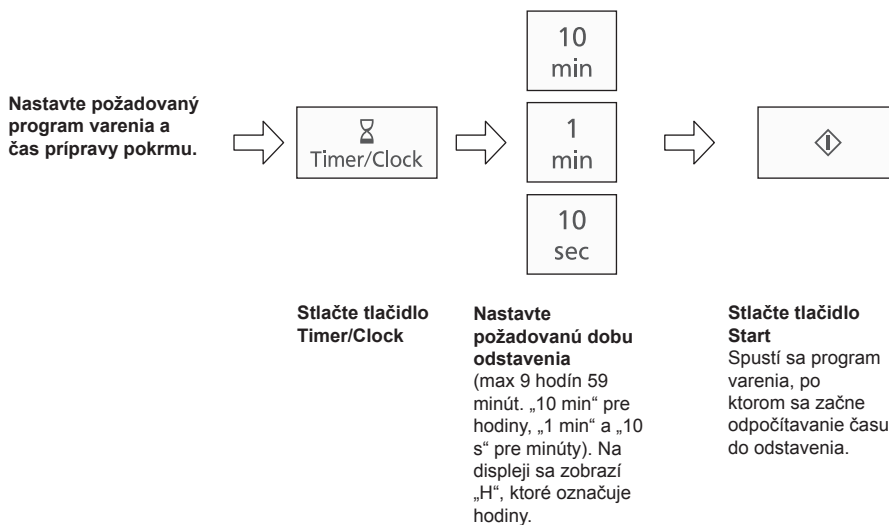 Nastavte požadovaný
program varenia a
čas prípravy pokrmu.
Timer/Clock
10
min
1
min
10
sec
Stlačte tlačidlo
Timer/Clock
Nastavte
požadovanú dobu
odstavenia
(max 9 hodín 59
minút. „10 min“ pre
hodiny, „1 min“ a „10
s“ pre minúty). Na
displeji sa zobrazí
„H“, ktoré označuje
hodiny.
Stlačte tlačidlo
Start
Spustí sa program
varenia, po
ktorom sa začne
odpočítavanie času
do odstavenia.